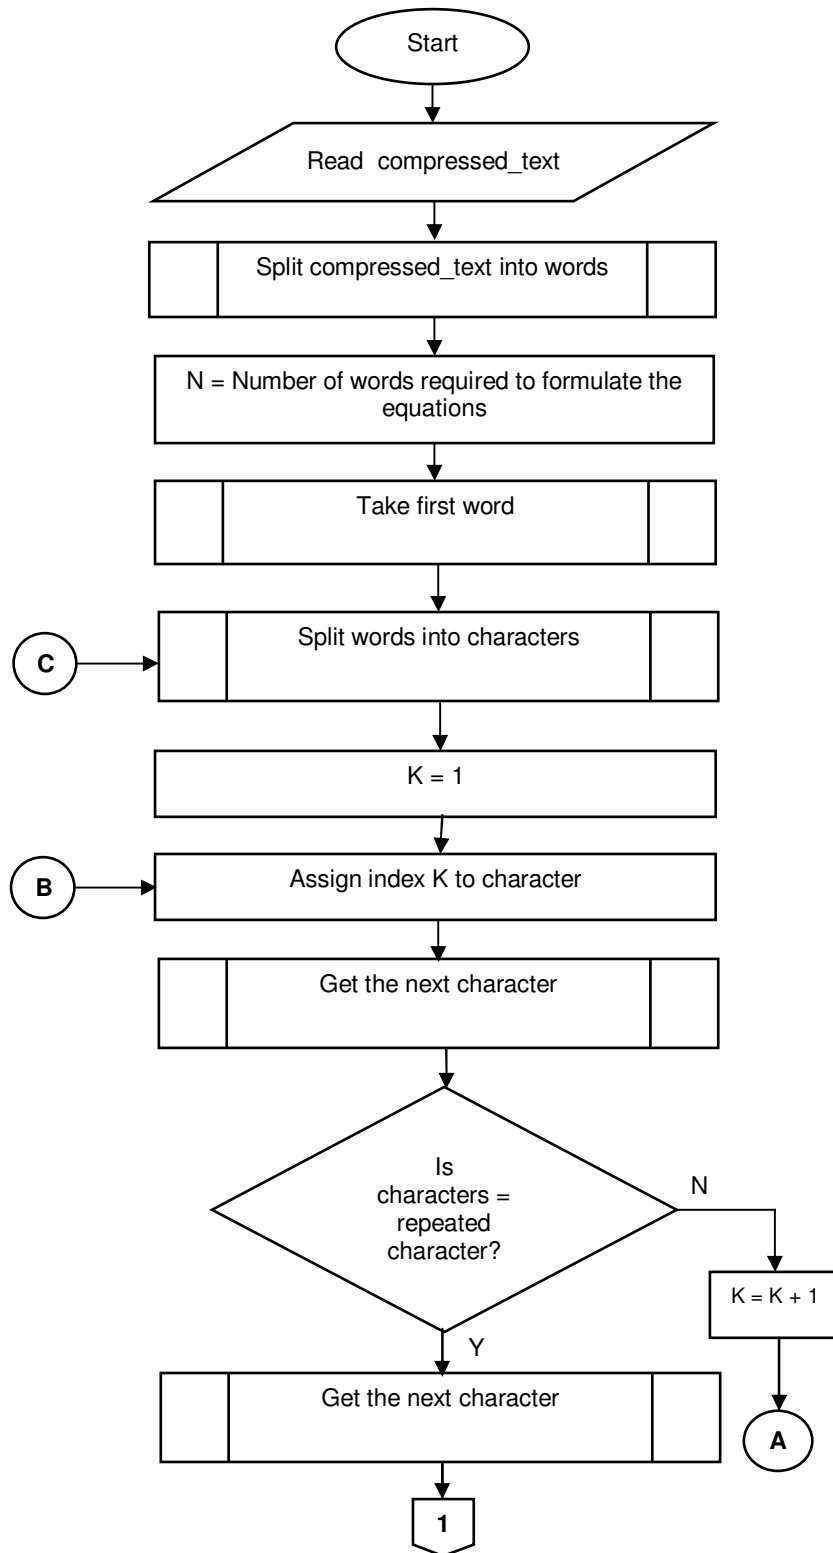 Start
Read compressed_text
Split compressed_text into words
N = Number of words required to formulate the
equations
Take first word
C
Split words into characters
K = 1
B
Assign index K to character
Get the next character
Is
characters =
repeated
character?
N
K = K + 1
Y
Get the next character
A
1